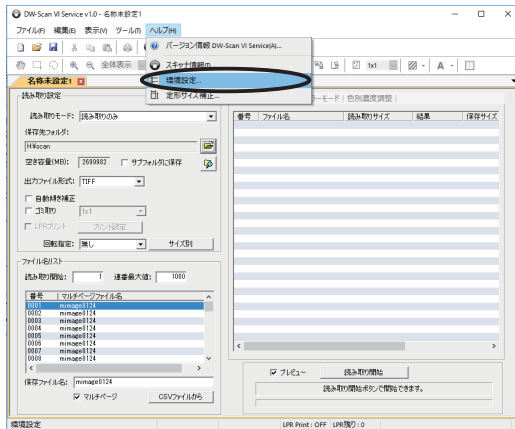 DW-Scan VI Service v1.0 - 名称未設定1
ファイル(F) 編集(E) 表示(V) ツール(T) ヘルプ(H)
バージョン情報 DW-Scan VI Service(A)...
全体表示
スキャナ情報(I)
1x1
A
環境設定...
名称未設定1
定形サイズ補正...
読み取り設定
ーモード 色別濃度調整
読み取りモード: 読み取りのみ
番号 ファイル名 読み取りサイズ 結果 保存サイズ
保存先フォルダ:
H:¥scan
空き容量(MB): 2699982 サブフォルダに保存
出力ファイル形式: TIFF
自動傾き補正
ゴミ取り 1x1
LPRプリント プリント設定
回転指定: 無し サイズ別
ファイル名リスト
読み取り開始: 1 連番最大値: 1000
番号 マルチページファイル名
0001 mimage0124
0002 mimage0124
0003 mimage0124
0004 mimage0124
0005 mimage0124
0006 mimage0124
0007 mimage0124
0008 mimage0124
保存ファイル名: mimage0124
マルチページ CSVファイルから
プレビュー 読み取り開始
読み取り開始ボタンで開始できます。
環境設定 LPR Print : OFF LPR残り : 0